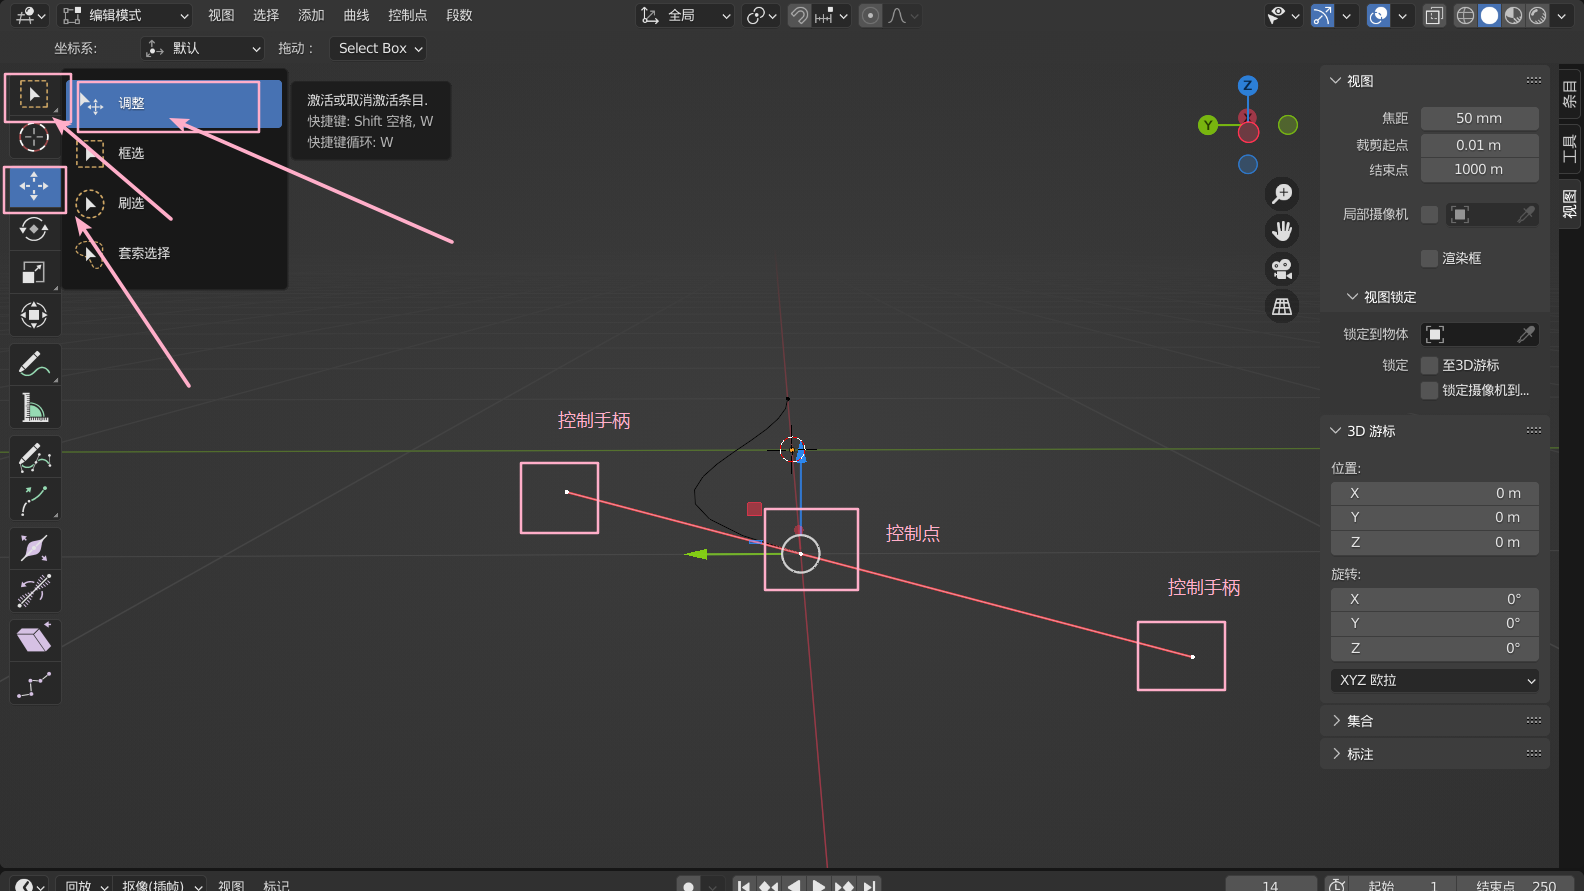 编辑模式 视图 选择 添加 曲线 控制点 段数 全局
坐标系: 默认 拖动: Select Box
调整
框选
刷选
套索选择
激活或取消激活条目.
快捷键: Shift 空格, W
快捷键循环: W
Z
Y
X
控制手柄
控制点
控制手柄
视图
焦距 50 mm
裁剪起点 0.01 m
结束点 1000 m
局部摄像机
渲染框
视图锁定
锁定到物体
锁定 至3D游标
锁定摄像机到...
3D 游标
位置:
X 0 m
Y 0 m
Z 0 m
旋转:
X 0°
Y 0°
Z 0°
XYZ 欧拉
集合
标注
条目
工具
视图
回放 抠像(插帧) 视图 标记 14 起始 1 结束点 250